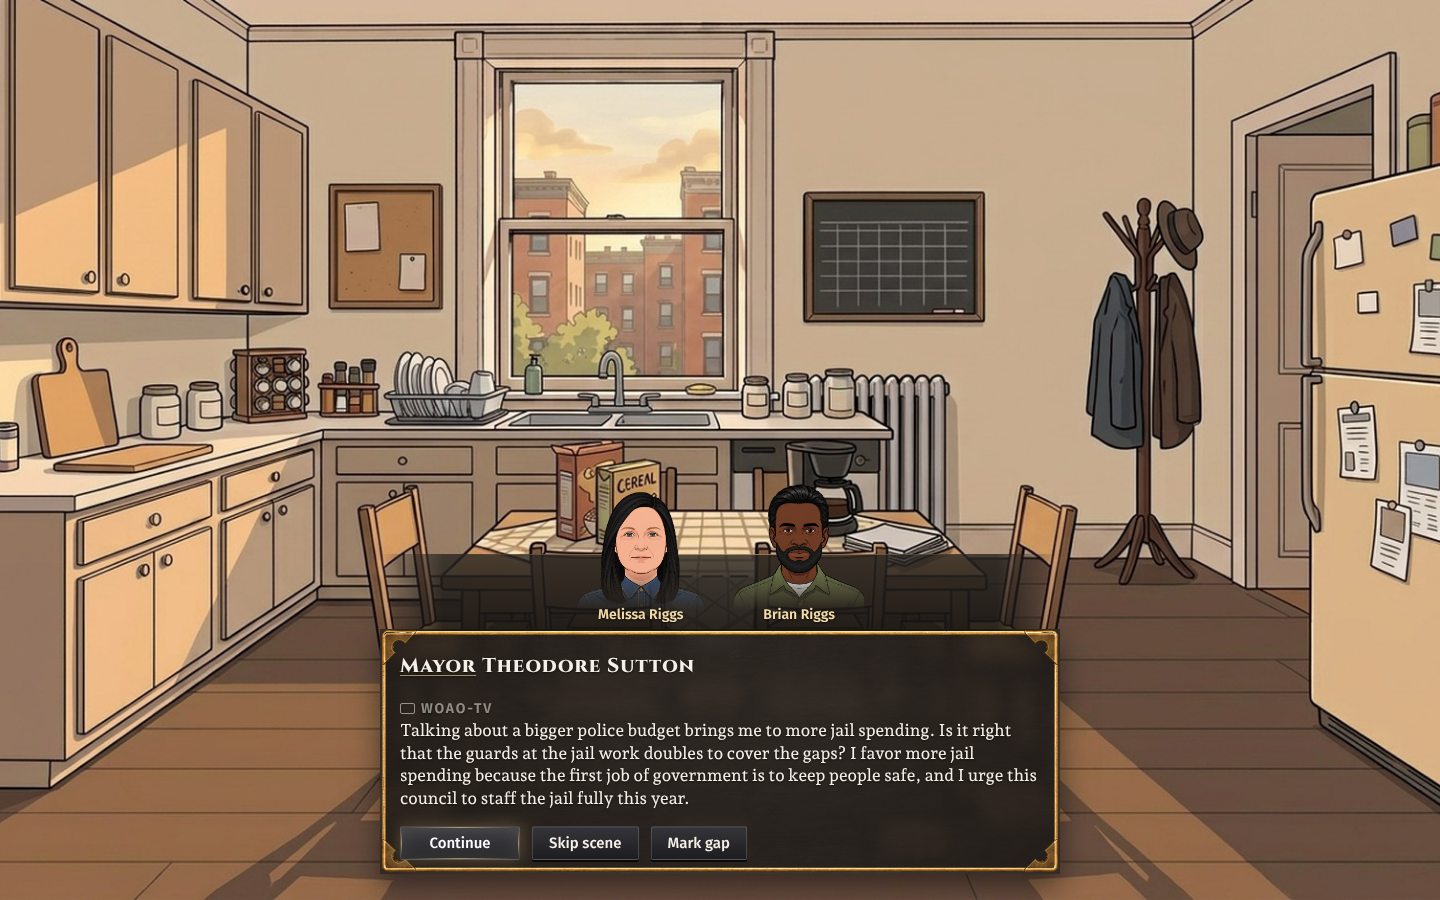 CEREAL
Melissa Riggs
Brian Riggs
Mayor Theodore Sutton
WOAO-TV
Talking about a bigger police budget brings me to more jail spending. Is it right
that the guards at the jail work doubles to cover the gaps? I favor more jail
spending because the first job of government is to keep people safe, and I urge this
council to staff the jail fully this year.
Continue
Skip scene
Mark gap